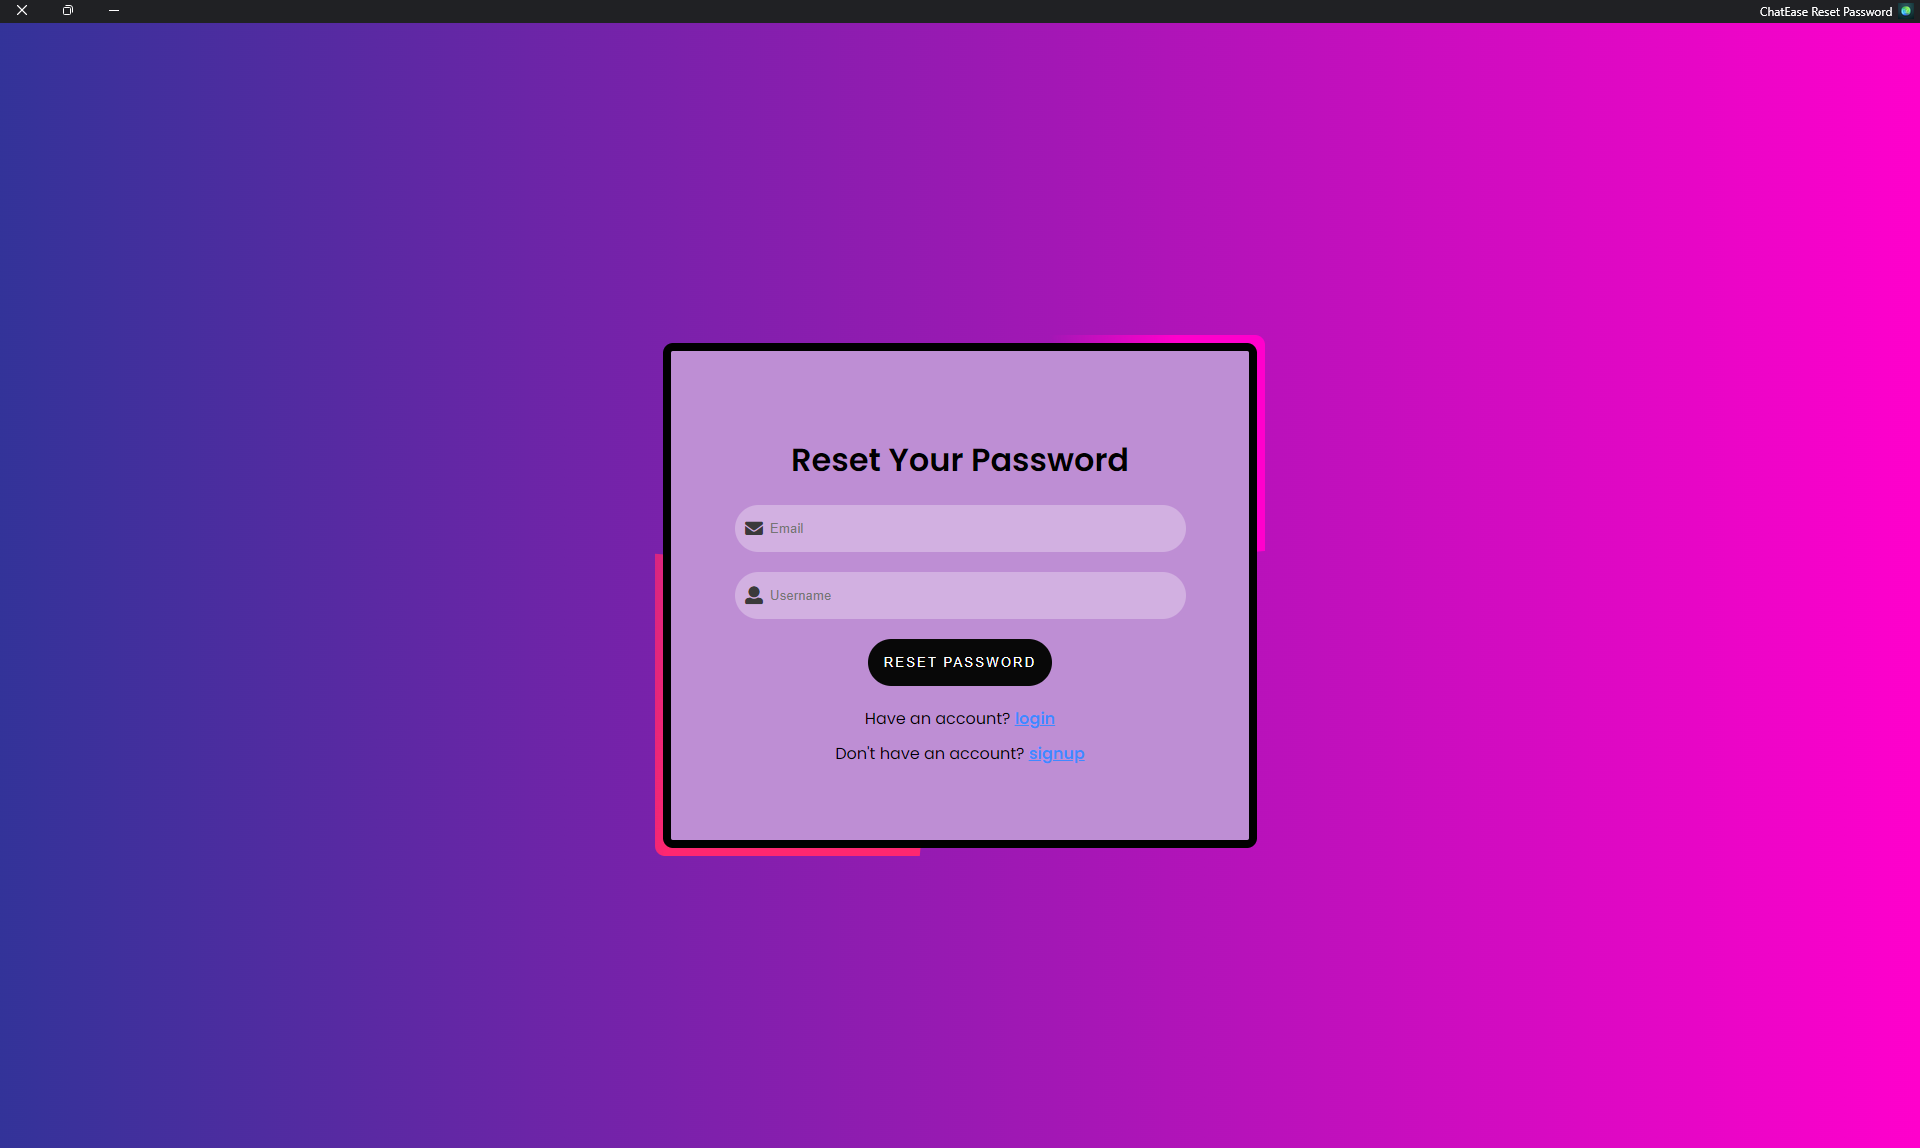 ChatEase Reset Password
Reset Your Password
Email
Username
RESET PASSWORD
Have an account? login
Don't have an account? signup